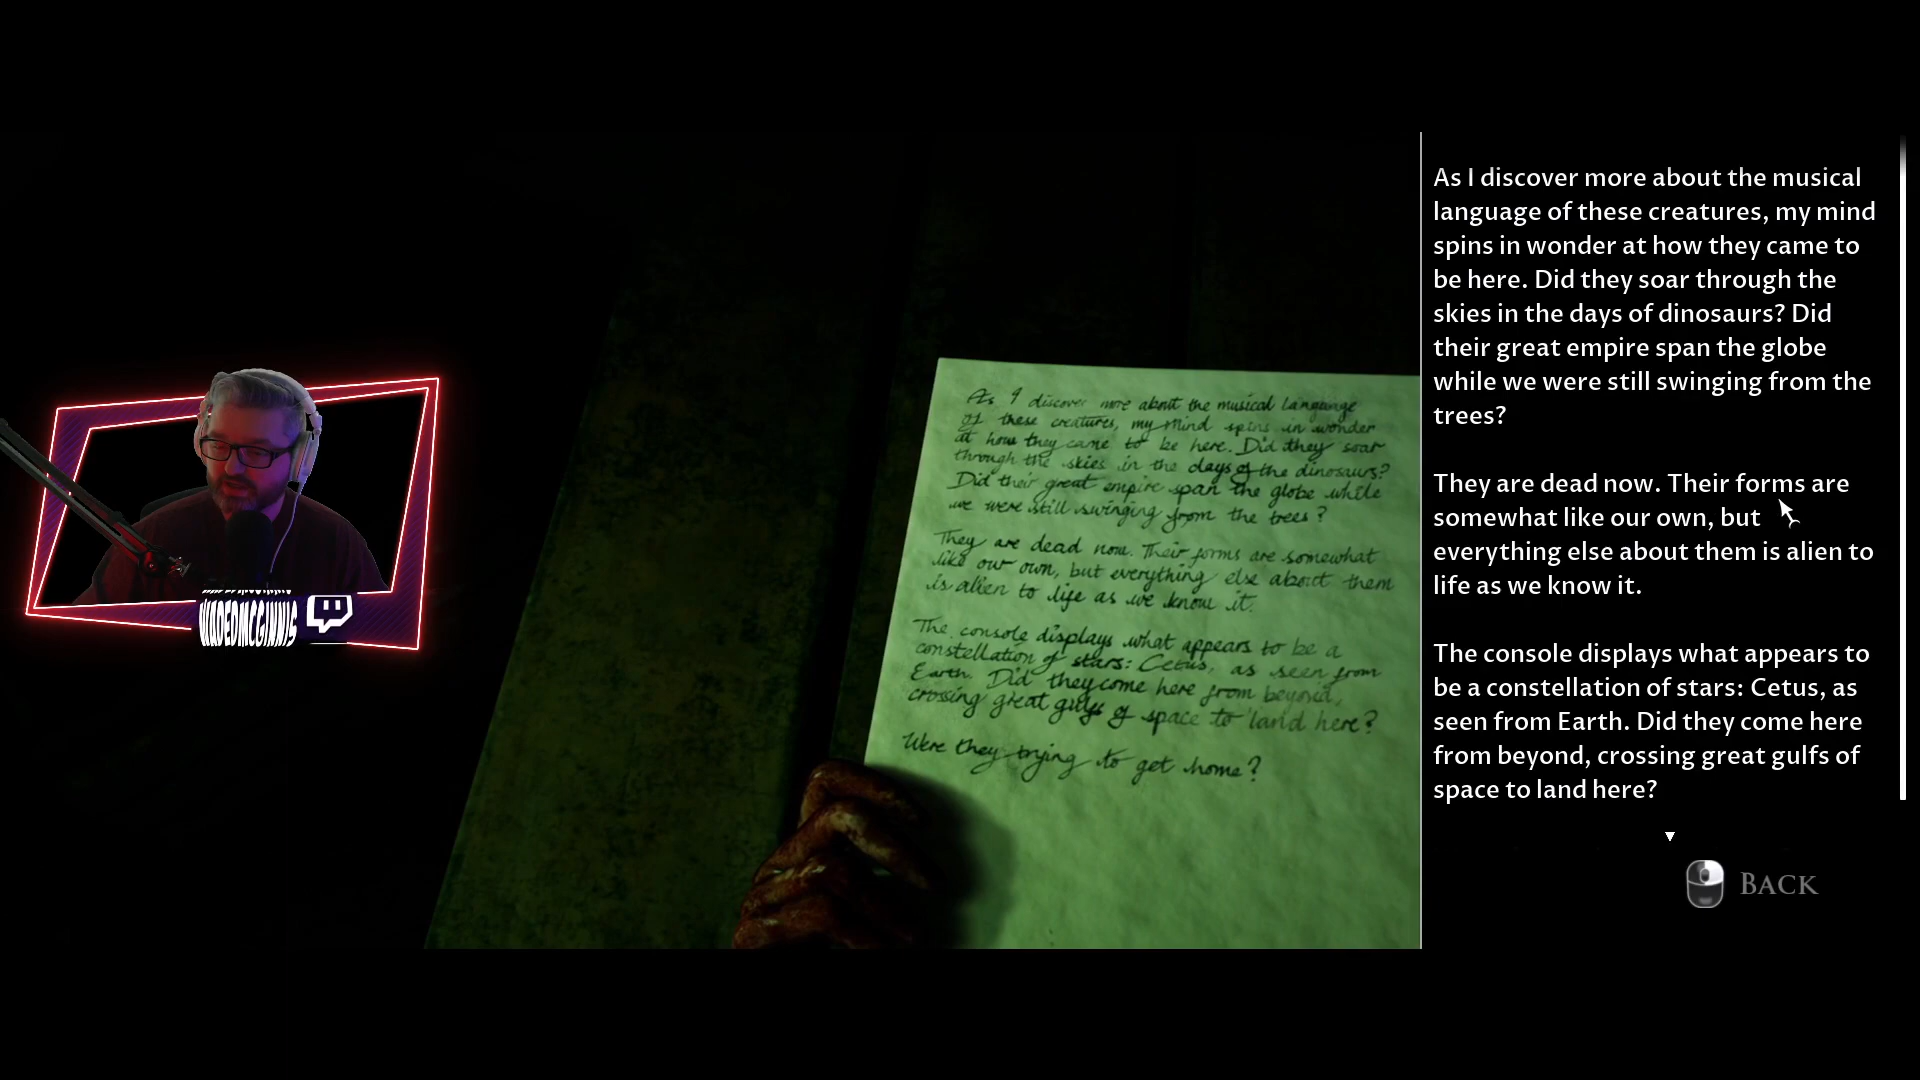 As I discover more about the musical language
of these creatures, my mind spins in wonder
at how they came to be here. Did they soar
through the skies in the days of the dinosaurs?
Did their great empire span the globe while
we were still swinging from the trees?
They are dead now. Their forms are somewhat
like our own, but everything else about them
is alien to life as we know it.
The console displays what appears to be a
constellation of stars: Cetus, as seen from
Earth. Did they come here from beyond,
crossing great gulfs of space to land here?
Were they trying to get home?
WADEDMCGINNIS
As I discover more about the musical
language of these creatures, my mind
spins in wonder at how they came to
be here. Did they soar through the
skies in the days of dinosaurs? Did
their great empire span the globe
while we were still swinging from the
trees?
They are dead now. Their forms are
somewhat like our own, but
everything else about them is alien to
life as we know it.
The console displays what appears to
be a constellation of stars: Cetus, as
seen from Earth. Did they come here
from beyond, crossing great gulfs of
space to land here?
BACK